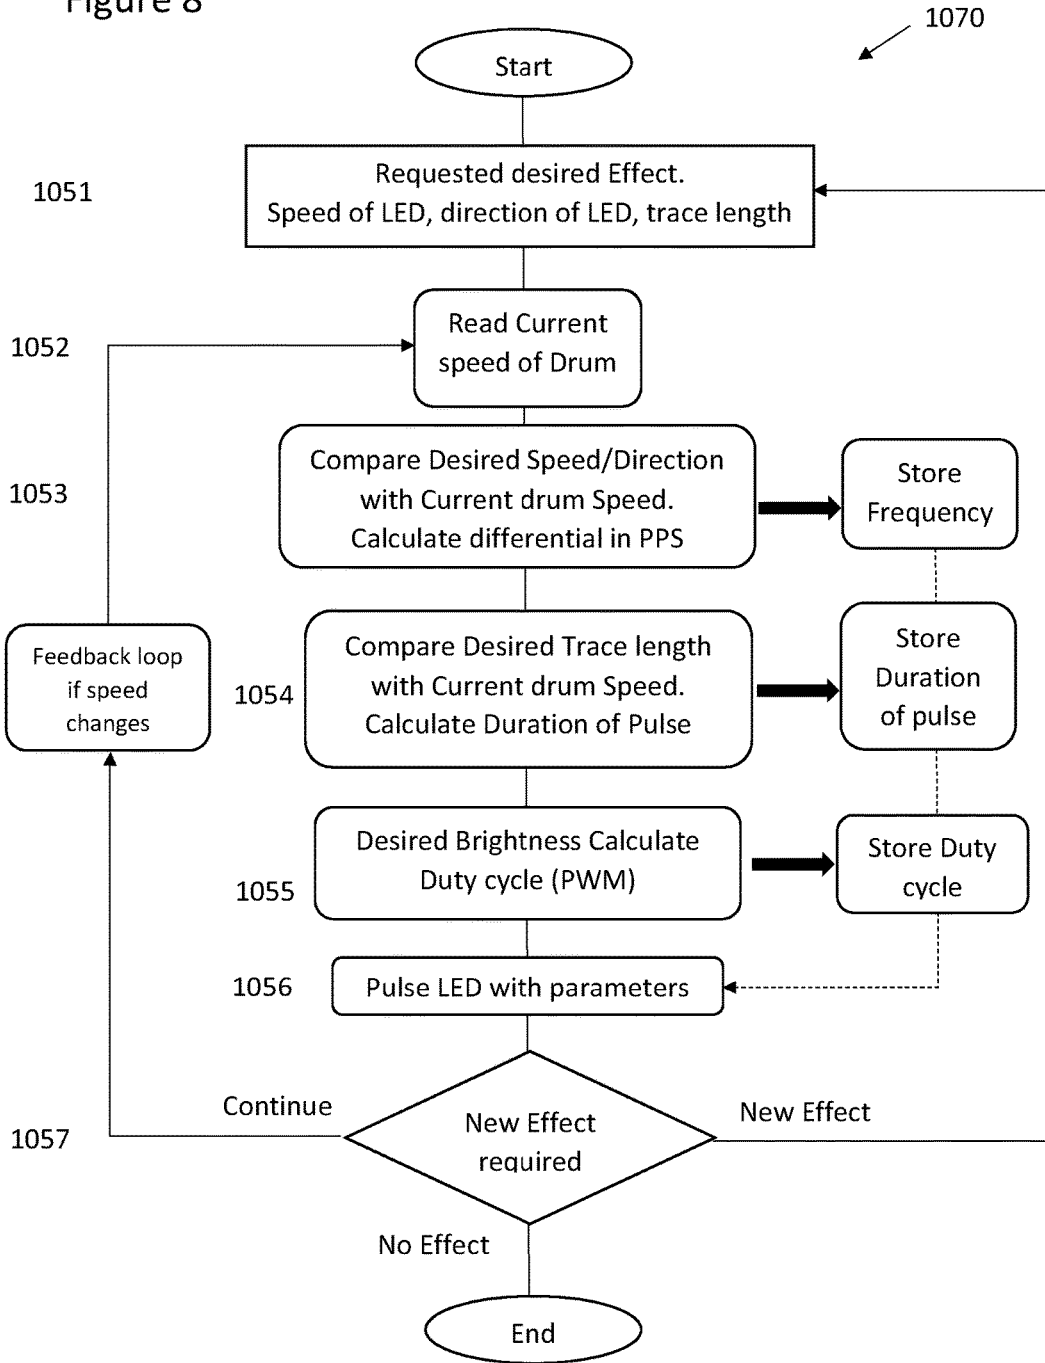 Figure 8
1070
Start
1051
Requested desired Effect.
Speed of LED, direction of LED, trace length
1052
Read Current
speed of Drum
1053
Compare Desired Speed/Direction
with Current drum Speed.
Calculate differential in PPS
Store
Frequency
Feedback loop
if speed
changes
1054
Compare Desired Trace length
with Current drum Speed.
Calculate Duration of Pulse
Store
Duration
of pulse
1055
Desired Brightness Calculate
Duty cycle (PWM)
Store Duty
cycle
1056
Pulse LED with parameters
1057
Continue
New Effect
required
New Effect
No Effect
End